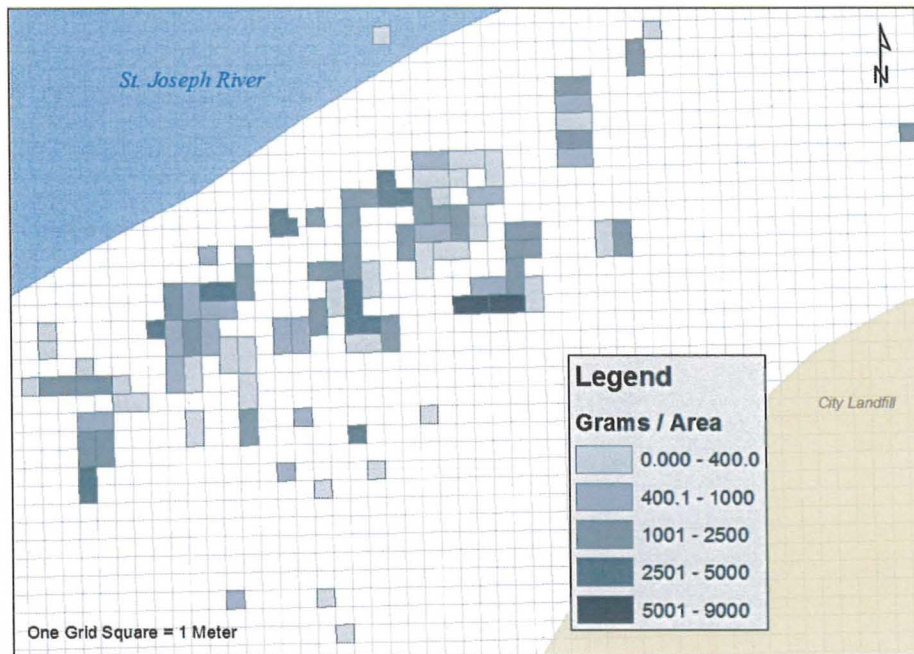 St. Joseph River
N
Legend
Grams / Area
0.000 - 400.0
400.1 - 1000
1001 - 2500
2501 - 5000
5001 - 9000
City Landfill
One Grid Square = 1 Meter